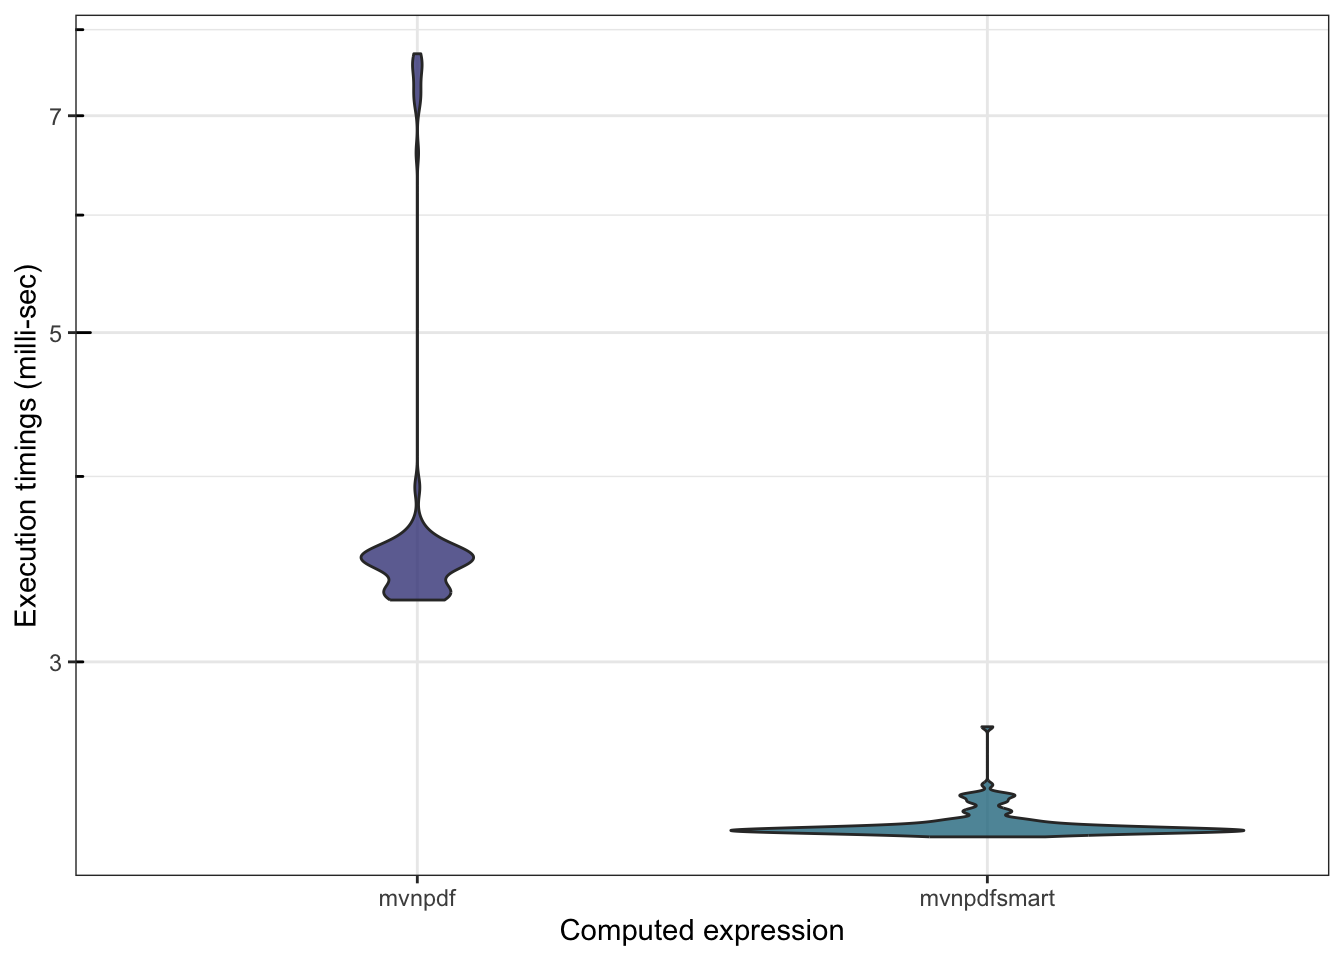 7
5
3
Execution timings (milli-sec)
mvnpdf
mvnpdfsmart
Computed expression